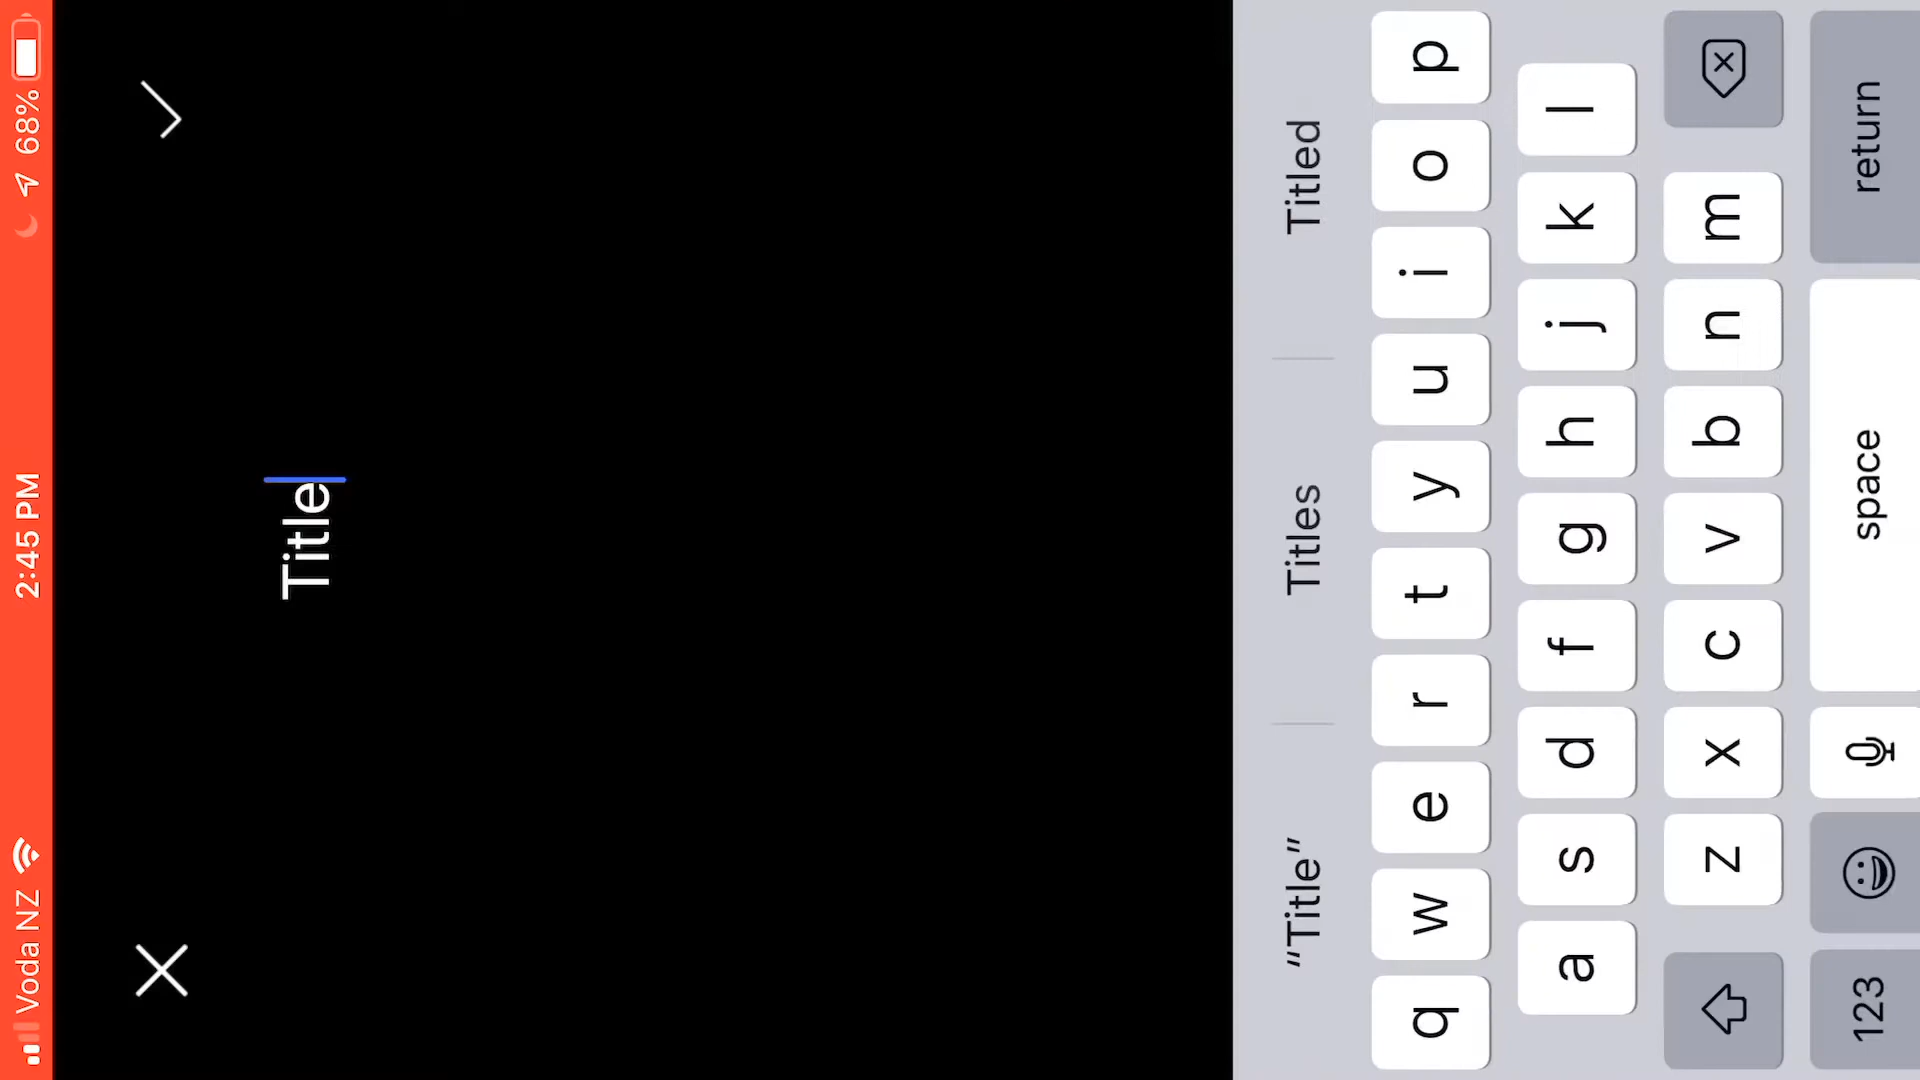 Voda NZ 2:45 PM 68%
Title
“Title” Titles Titled
q w e r t y u i o p
a s d f g h j k l
z x c v b n m
123 space return